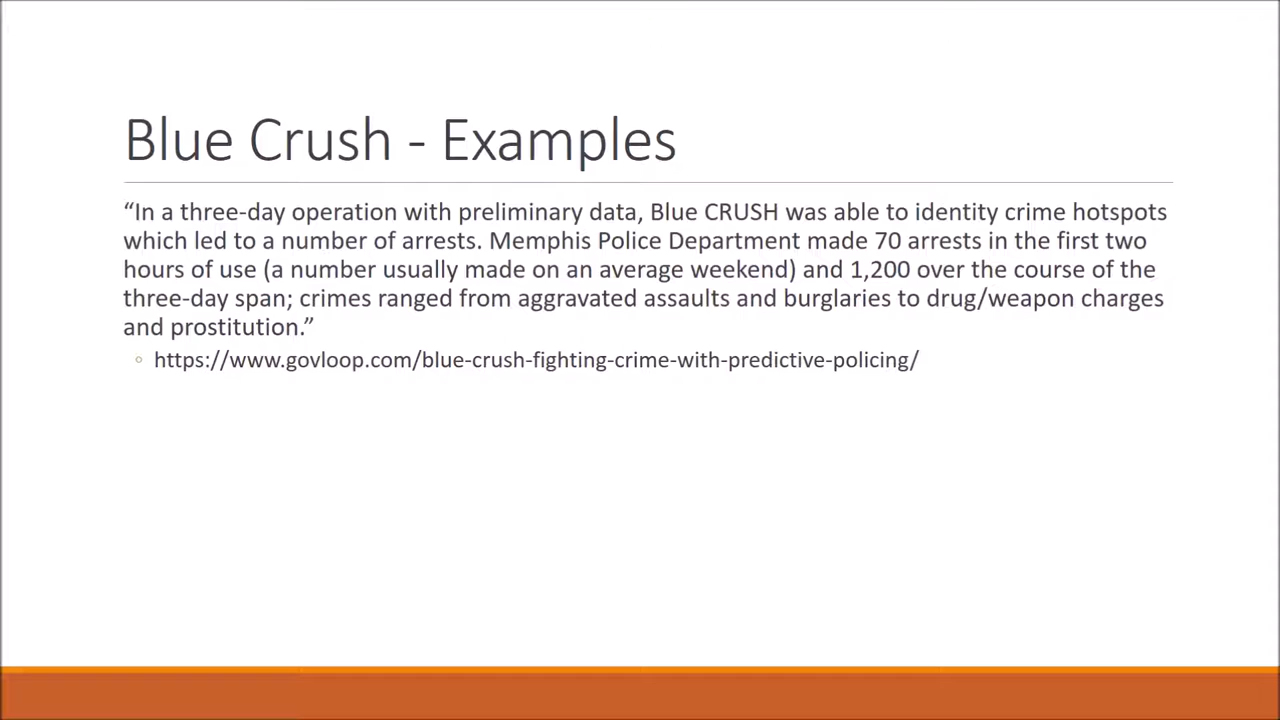 Blue Crush - Examples
“In a three-day operation with preliminary data, Blue CRUSH was able to identity crime hotspots
which led to a number of arrests. Memphis Police Department made 70 arrests in the first two
hours of use (a number usually made on an average weekend) and 1,200 over the course of the
three-day span; crimes ranged from aggravated assaults and burglaries to drug/weapon charges
and prostitution.”
◦ https://www.govloop.com/blue-crush-fighting-crime-with-predictive-policing/